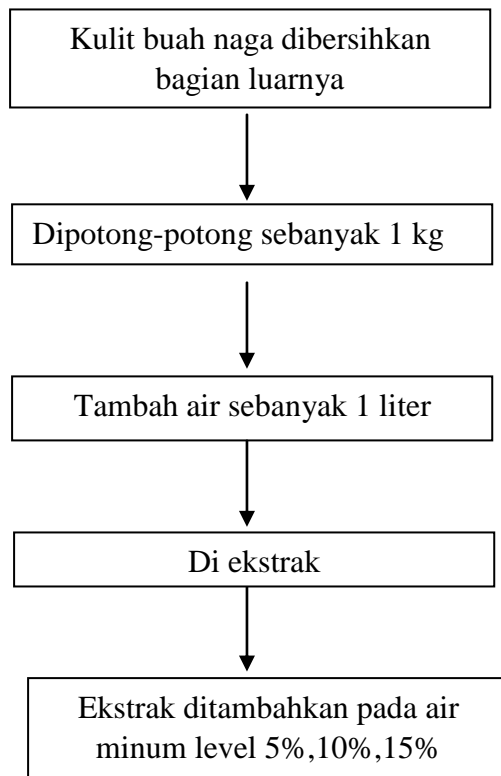 Kulit buah naga dibersihkan
bagian luarnya
Dipotong-potong sebanyak 1 kg
Tambah air sebanyak 1 liter
Di ekstrak
Ekstrak ditambahkan pada air
minum level 5%,10%,15%